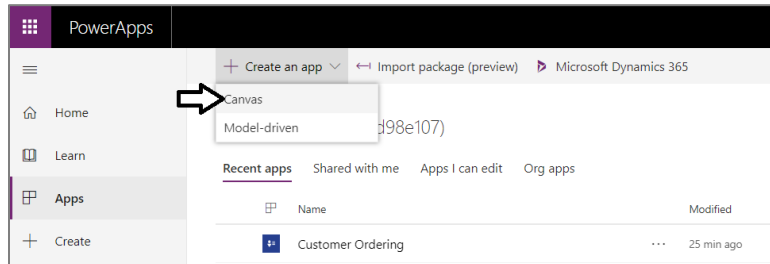 PowerApps
Create an app Import package (preview) Microsoft Dynamics 365
Canvas
Home
Model-driven d98e107)
Learn
Recent apps Shared with me Apps I can edit Org apps
Apps
Name Modified
Create
Customer Ordering ... 25 min ago